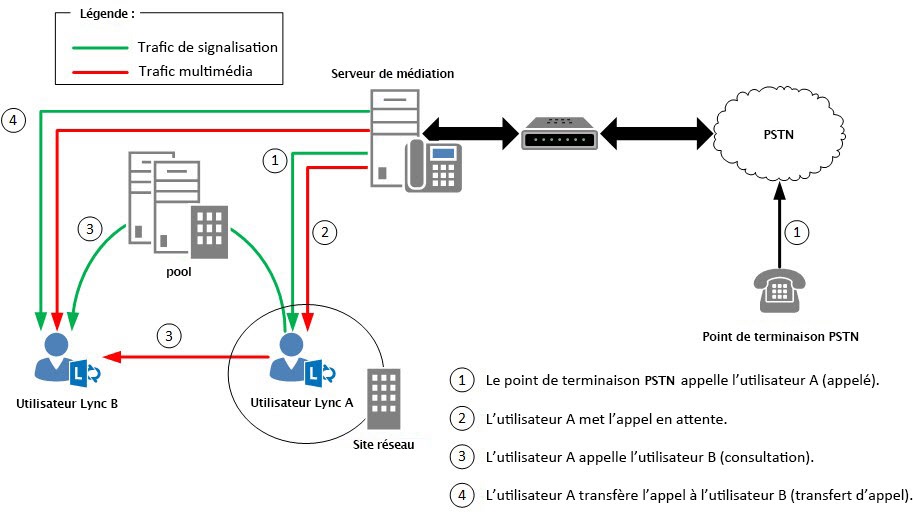 Légende :
Trafic de signalisation
Trafic multimédia
Serveur de médiation
4
1
PSTN
3
2
1
pool
3
Point de terminaison PSTN
L
L
Utilisateur Lync B
Utilisateur Lync A
Site réseau
1 Le point de terminaison PSTN appelle l’utilisateur A (appelé).
2 L’utilisateur A met l’appel en attente.
3 L’utilisateur A appelle l’utilisateur B (consultation).
4 L’utilisateur A transfère l’appel à l’utilisateur B (transfert d’appel).